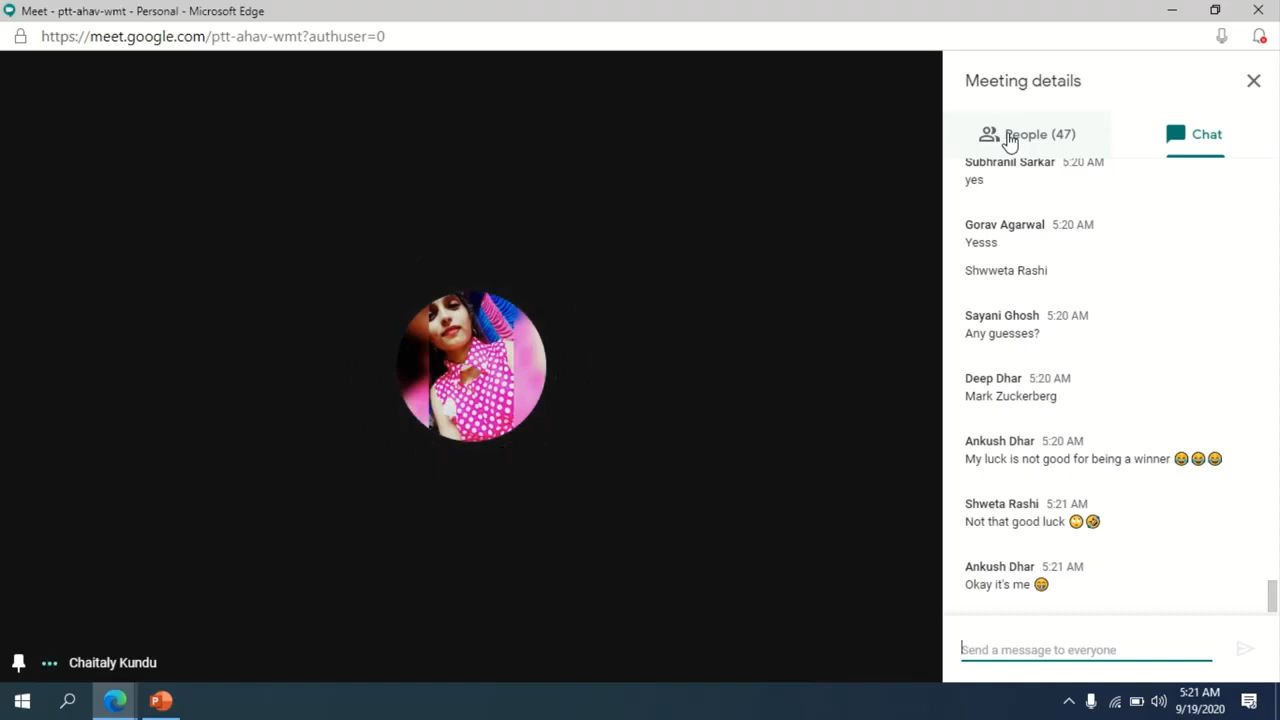 Meet - ptt-ahav-wmt - Personal - Microsoft Edge
https://meet.google.com/ptt-ahav-wmt?authuser=0
Meeting details
People (47)
Chat
Subhranil Sarkar 5:20 AM
yes
Gorav Agarwal 5:20 AM
Yesss
Shwweta Rashi
Sayani Ghosh 5:20 AM
Any guesses?
Deep Dhar 5:20 AM
Mark Zuckerberg
Ankush Dhar 5:20 AM
My luck is not good for being a winner 😂😂😂
Shweta Rashi 5:21 AM
Not that good luck 🙄🤣
Ankush Dhar 5:21 AM
Okay it's me 😁
Send a message to everyone
Chaitaly Kundu
5:21 AM
9/19/2020